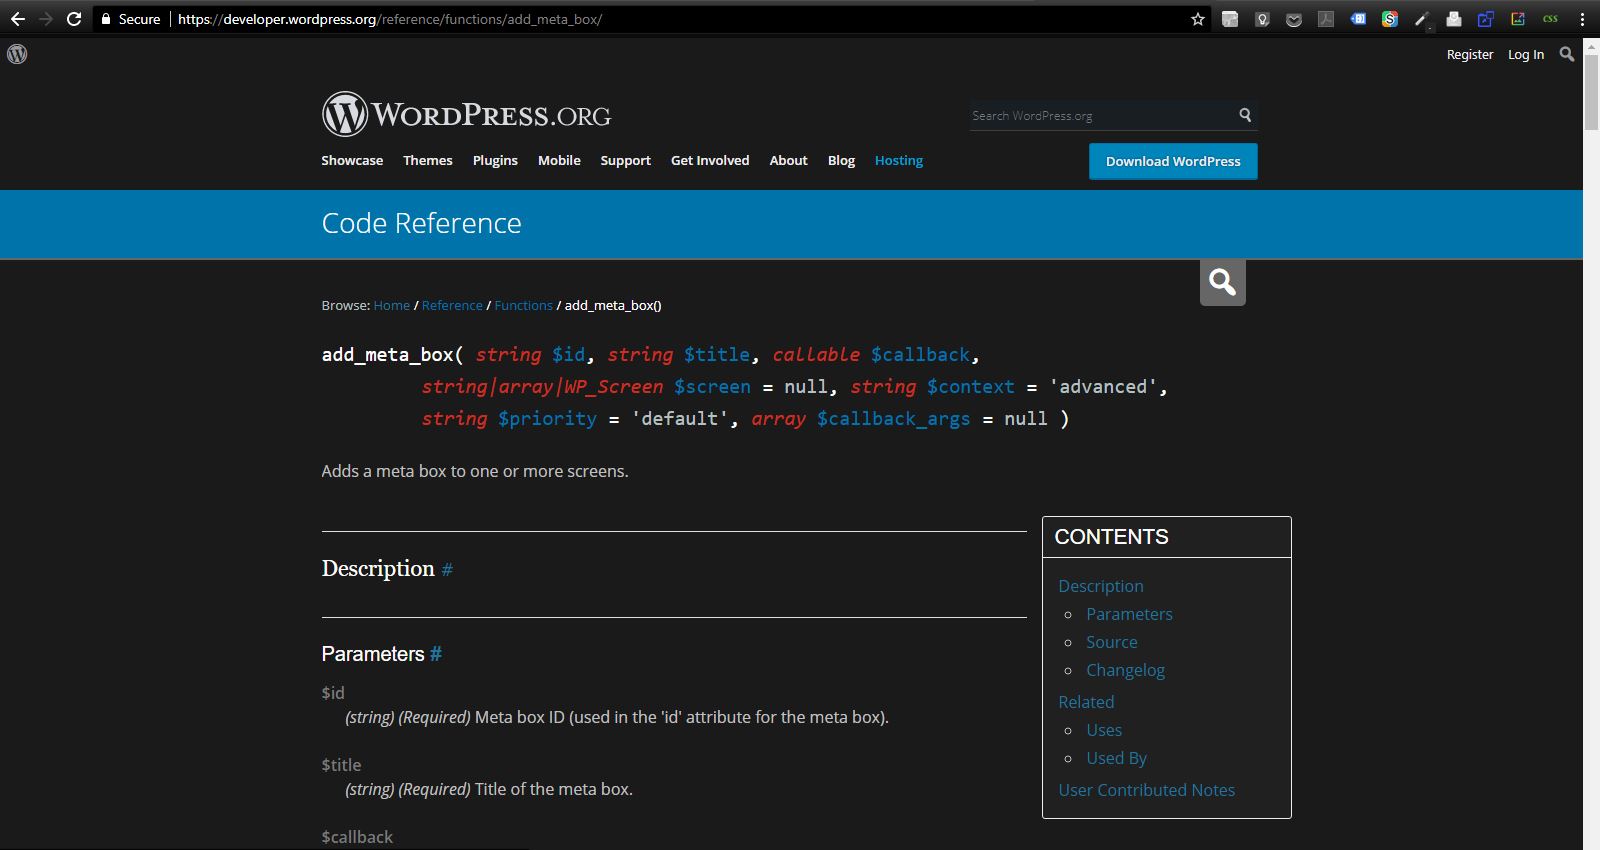 Secure https://developer.wordpress.org/reference/functions/add_meta_box/
css
Register Log In
WORDPRESS.ORG
Search WordPress.org
Showcase Themes Plugins Mobile Support Get Involved About Blog Hosting
Download WordPress
Code Reference
Browse: Home / Reference / Functions / add_meta_box()
add_meta_box( string $id, string $title, callable $callback,
string|array|WP_Screen $screen = null, string $context = 'advanced',
string $priority = 'default', array $callback_args = null )
Adds a meta box to one or more screens.
Description #
Parameters #
$id
(string) (Required) Meta box ID (used in the 'id' attribute for the meta box).
$title
(string) (Required) Title of the meta box.
$callback
CONTENTS
Description
Parameters
Source
Changelog
Related
Uses
Used By
User Contributed Notes